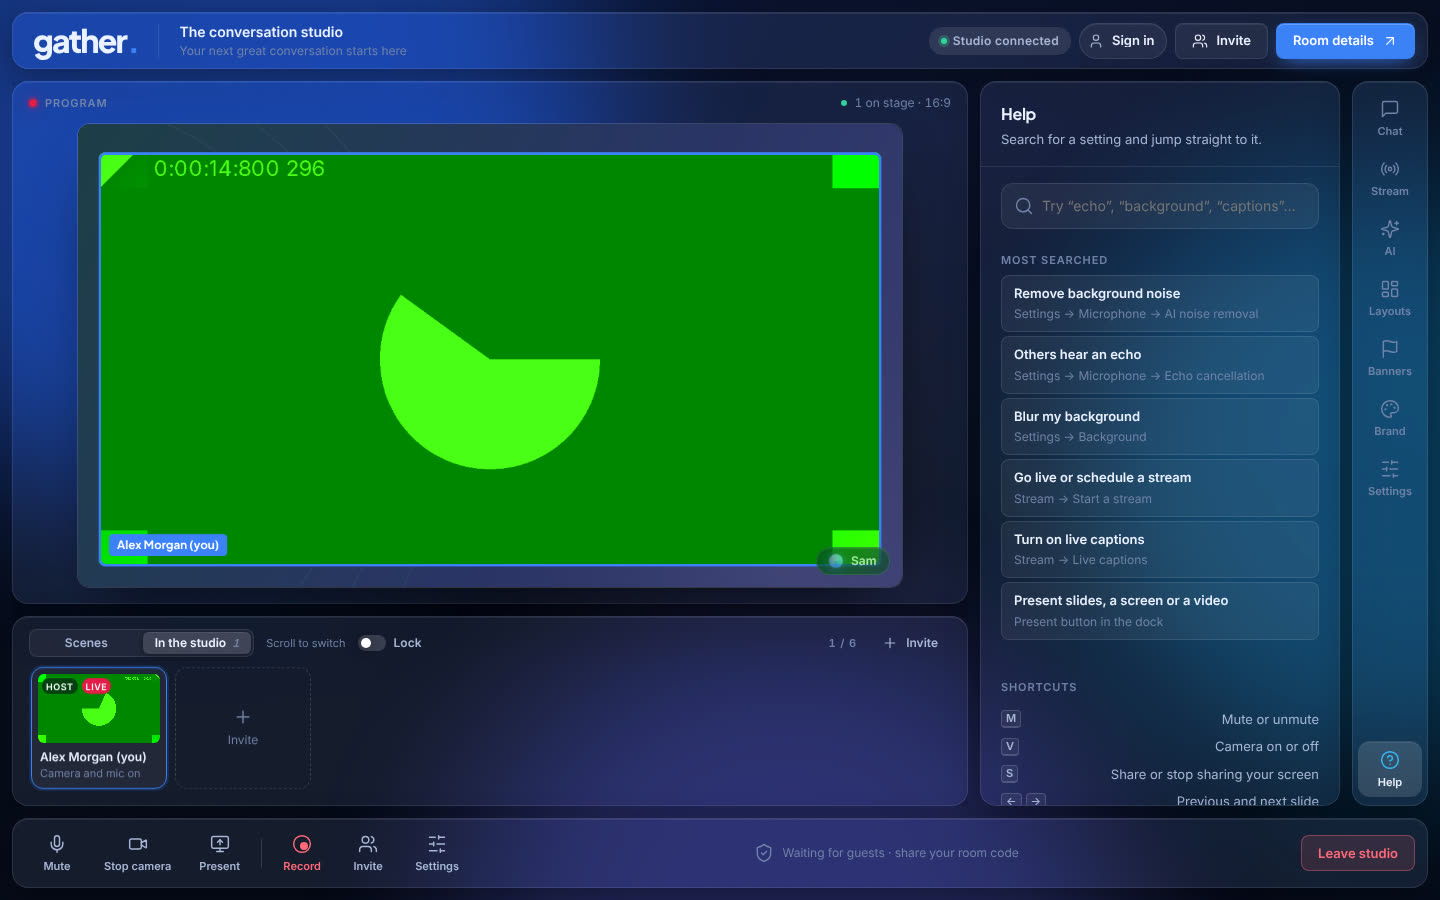 gather.
The conversation studio
Your next great conversation starts here
Studio connected
Sign in
Invite
Room details
PROGRAM
1 on stage · 16:9
0:00:14:800 296
Alex Morgan (you)
Sam
Scenes
In the studio 1
Scroll to switch
Lock
1 / 6
Invite
HOST
LIVE
Alex Morgan (you)
Camera and mic on
Invite
Help
Search for a setting and jump straight to it.
Try “echo”, “background”, “captions”...
MOST SEARCHED
Remove background noise
Settings → Microphone → AI noise removal
Others hear an echo
Settings → Microphone → Echo cancellation
Blur my background
Settings → Background
Go live or schedule a stream
Stream → Start a stream
Turn on live captions
Stream → Live captions
Present slides, a screen or a video
Present button in the dock
SHORTCUTS
M Mute or unmute
V Camera on or off
S Share or stop sharing your screen
← → Previous and next slide
Chat
Stream
AI
Layouts
Banners
Brand
Settings
Help
Mute
Stop camera
Present
Record
Invite
Settings
Waiting for guests · share your room code
Leave studio